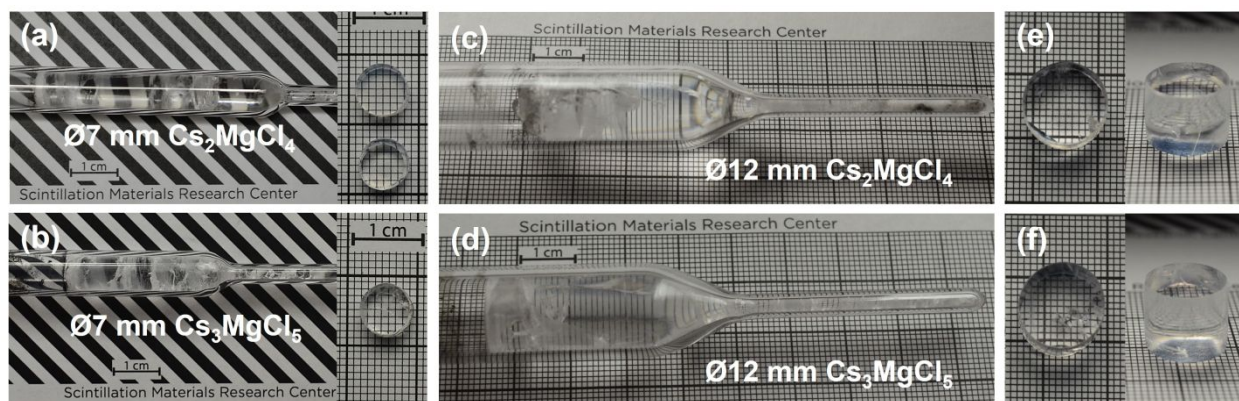 (a)
Ø7 mm Cs₂MgCl₄
1 cm
Scintillation Materials Research Center
1 cm
(b)
1 cm
Ø7 mm Cs₃MgCl₅
1 cm
Scintillation Materials Research Center
(c)
Scintillation Materials Research Center
1 cm
Ø12 mm Cs₂MgCl₄
(d)
Scintillation Materials Research Center
1 cm
Ø12 mm Cs₃MgCl₅
(e)
(f)